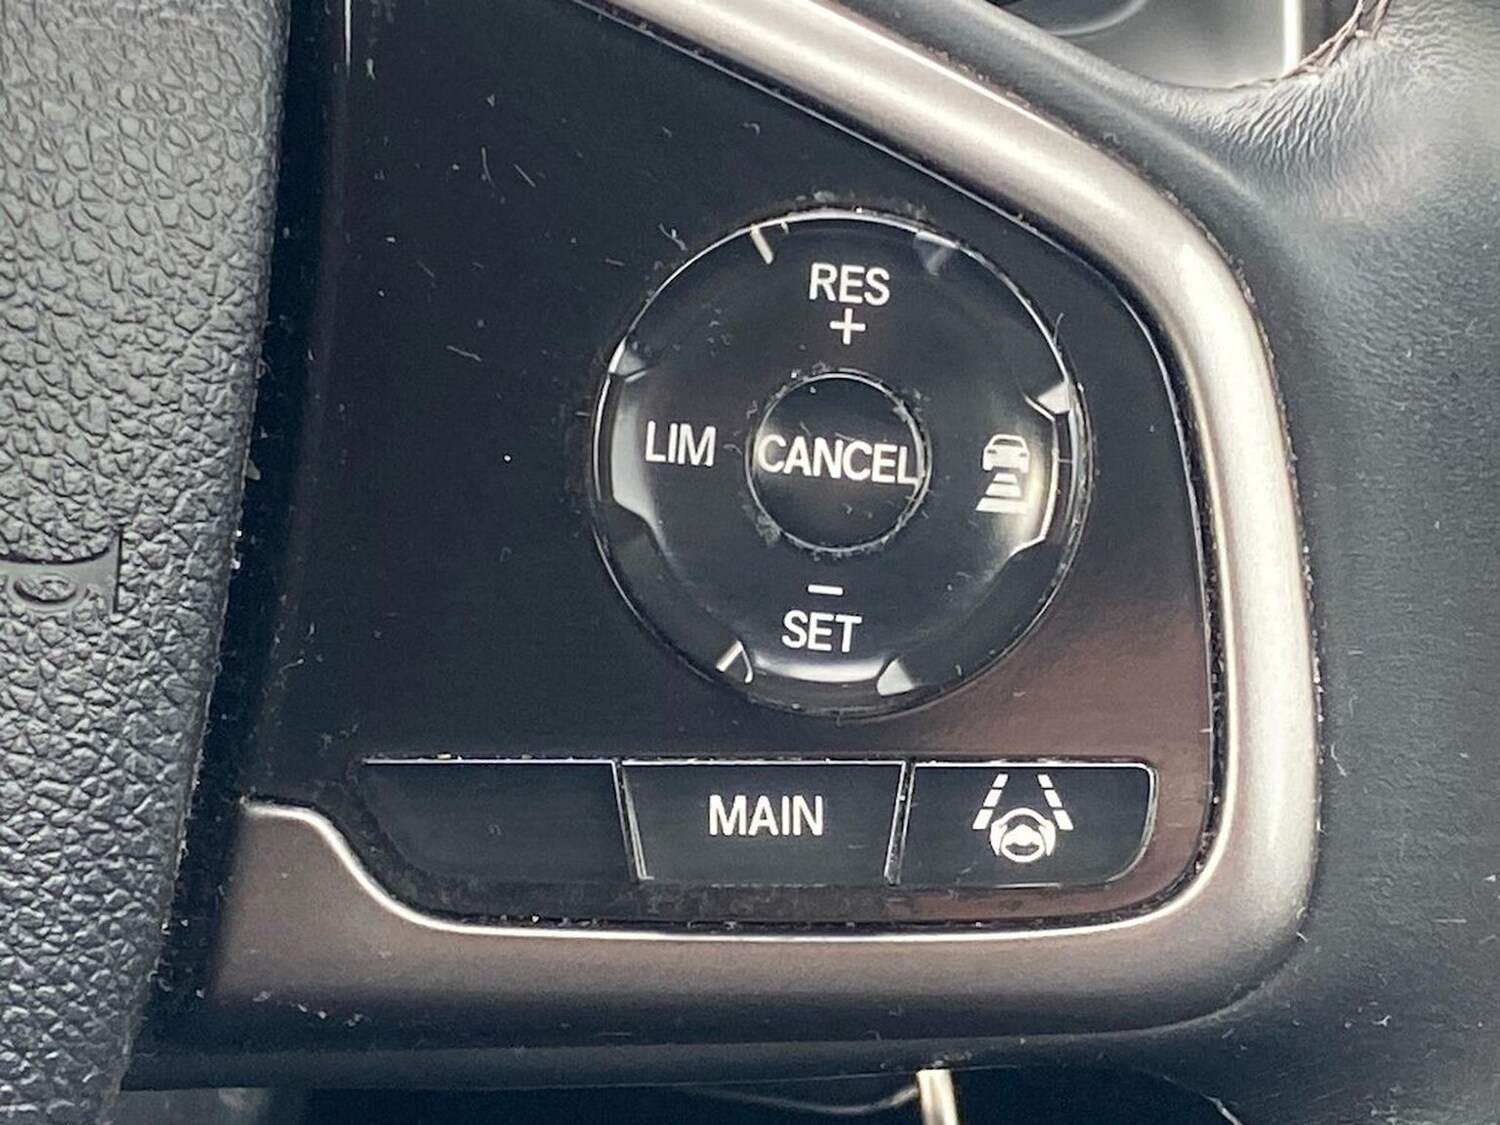 RES
+
LIM
CANCEL
–
SET
MAIN